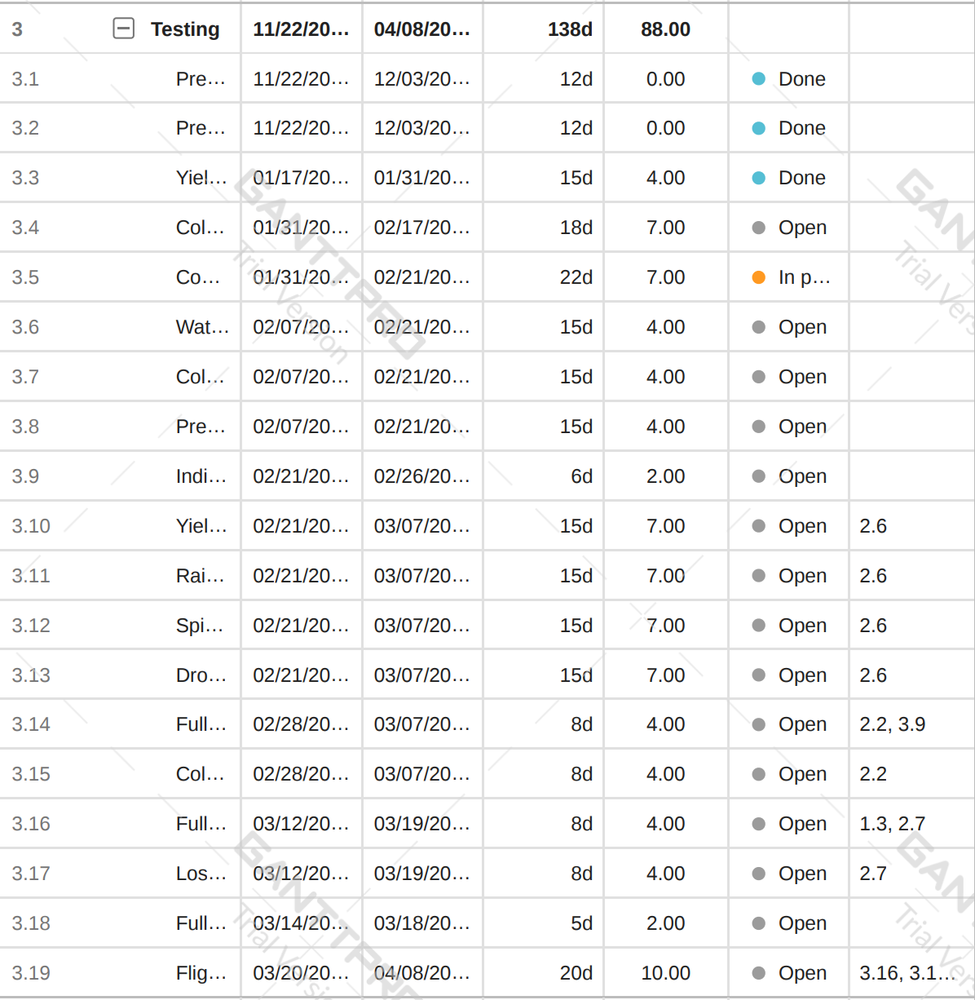 3 Testing 11/22/20… 04/08/20… 138d 88.00
3.1 Pre… 11/22/20… 12/03/20… 12d 0.00 Done
3.2 Pre… 11/22/20… 12/03/20… 12d 0.00 Done
3.3 Yiel… 01/17/20… 01/31/20… 15d 4.00 Done
3.4 Col… 01/31/20… 02/17/20… 18d 7.00 Open
3.5 Co… 01/31/20… 02/21/20… 22d 7.00 In p…
3.6 Wat… 02/07/20… 02/21/20… 15d 4.00 Open
3.7 Col… 02/07/20… 02/21/20… 15d 4.00 Open
3.8 Pre… 02/07/20… 02/21/20… 15d 4.00 Open
3.9 Indi… 02/21/20… 02/26/20… 6d 2.00 Open
3.10 Yiel… 02/21/20… 03/07/20… 15d 7.00 Open 2.6
3.11 Rai… 02/21/20… 03/07/20… 15d 7.00 Open 2.6
3.12 Spi… 02/21/20… 03/07/20… 15d 7.00 Open 2.6
3.13 Dro… 02/21/20… 03/07/20… 15d 7.00 Open 2.6
3.14 Full… 02/28/20… 03/07/20… 8d 4.00 Open 2.2, 3.9
3.15 Col… 02/28/20… 03/07/20… 8d 4.00 Open 2.2
3.16 Full… 03/12/20… 03/19/20… 8d 4.00 Open 1.3, 2.7
3.17 Los… 03/12/20… 03/19/20… 8d 4.00 Open 2.7
3.18 Full… 03/14/20… 03/18/20… 5d 2.00 Open
3.19 Flig… 03/20/20… 04/08/20… 20d 10.00 Open 3.16, 3.1…
GANTTPRO
Trial Version
GANT
Trial Vers
GANTTPRO
Trial Versi
GANT
Trial Vers